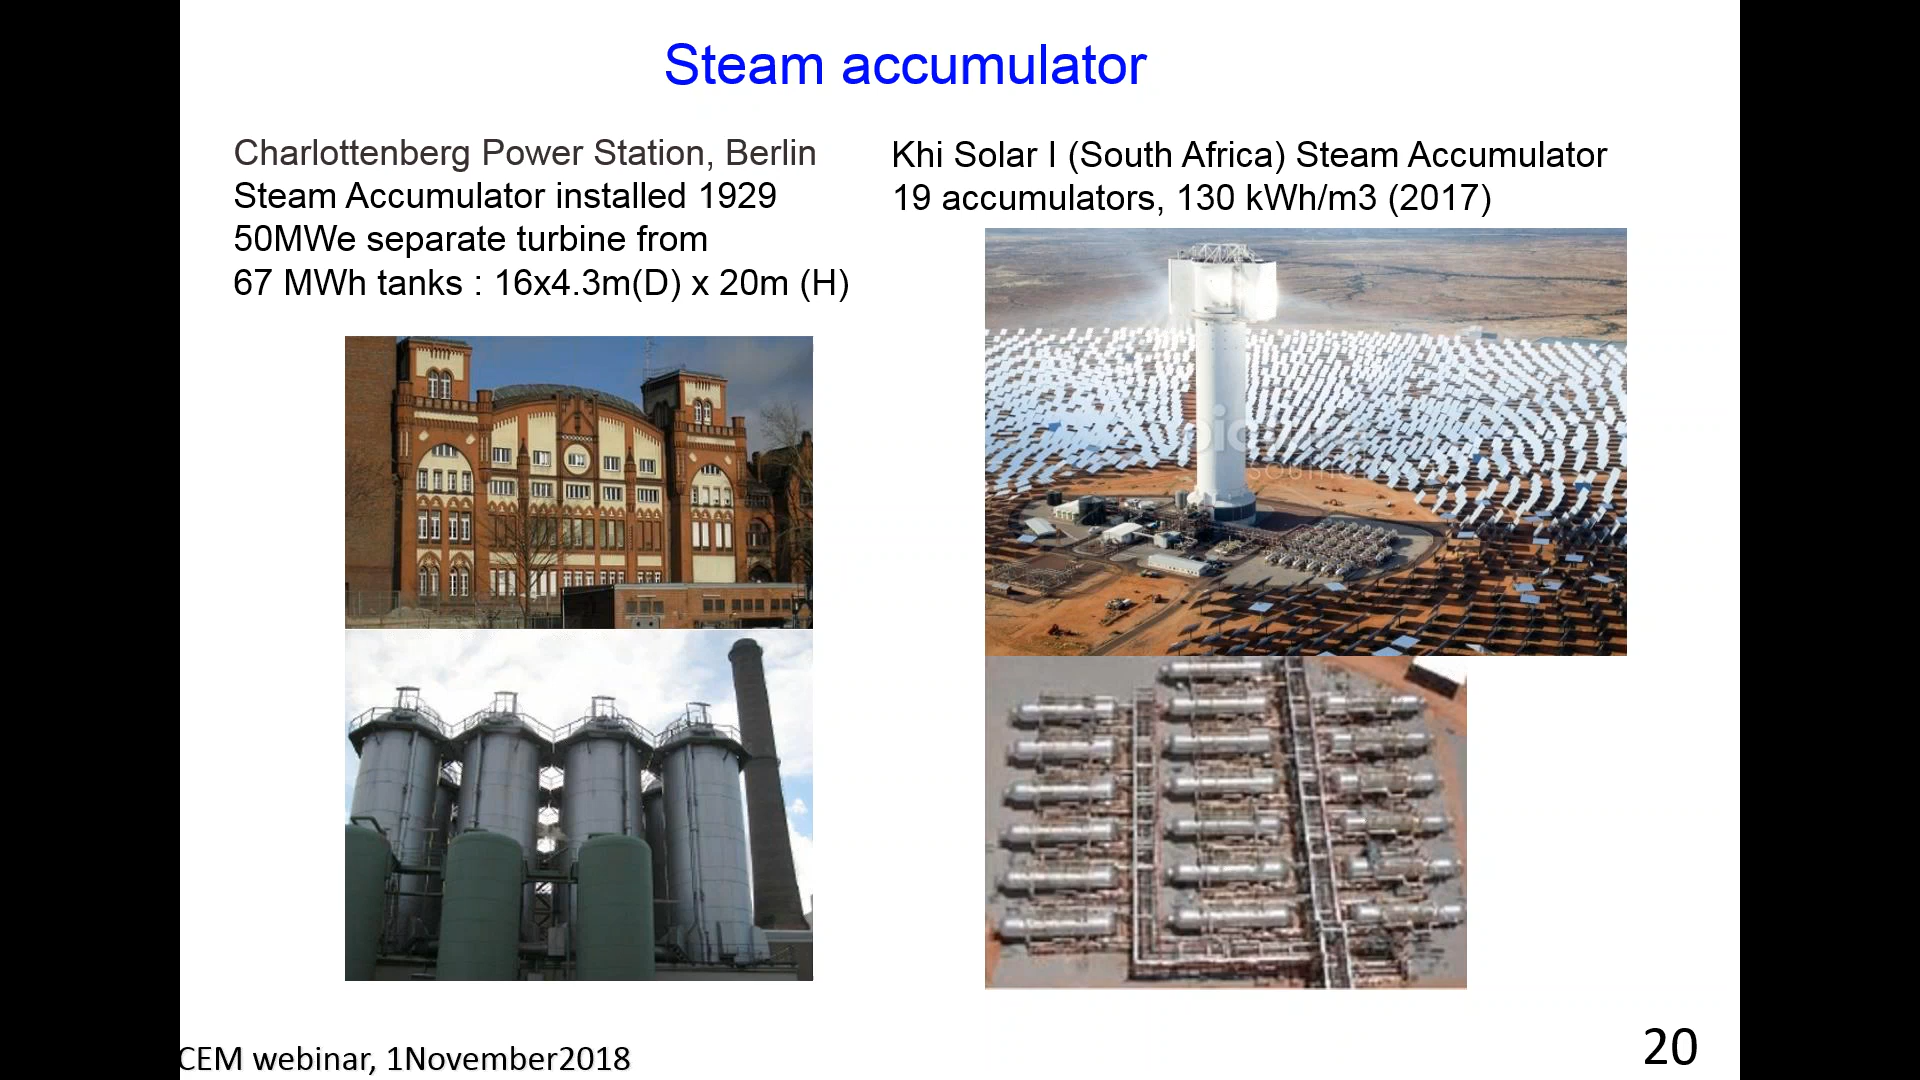 Steam accumulator
Charlottenberg Power Station, Berlin
Steam Accumulator installed 1929
50MWe separate turbine from
67 MWh tanks : 16x4.3m(D) x 20m (H)
Khi Solar I (South Africa) Steam Accumulator
19 accumulators, 130 kWh/m3 (2017)
CEM webinar, 1November2018
20